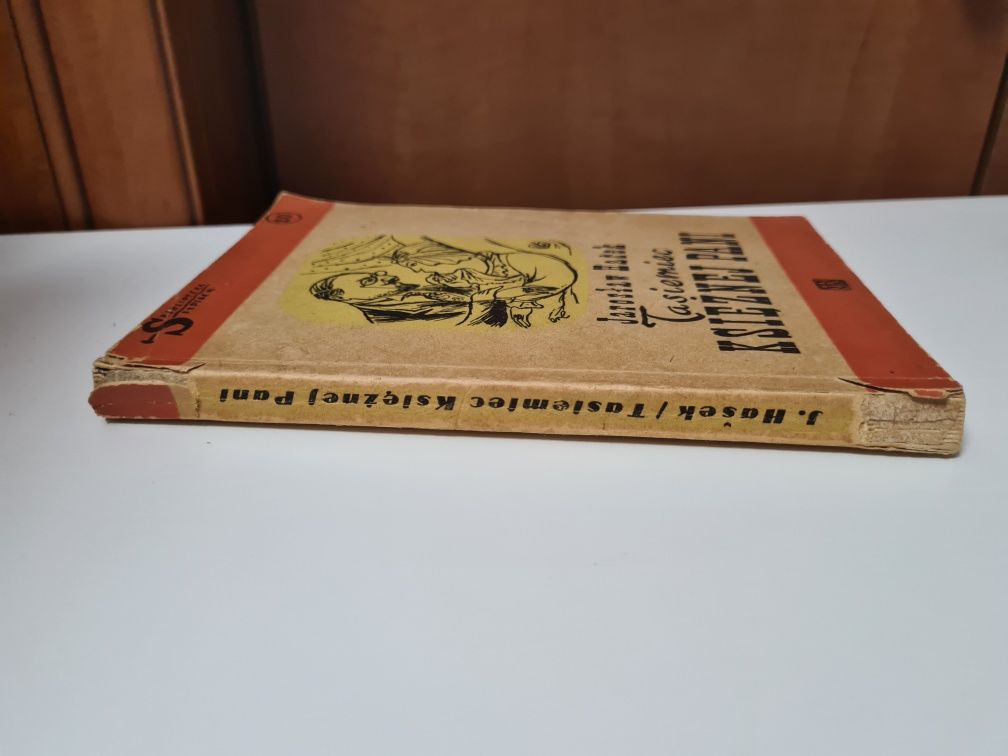 Jaroslav Hašek
Tasiemiec
KSIĘŻNEJ PANI
J. Hašek / Tasiemiec Księżnej Pani